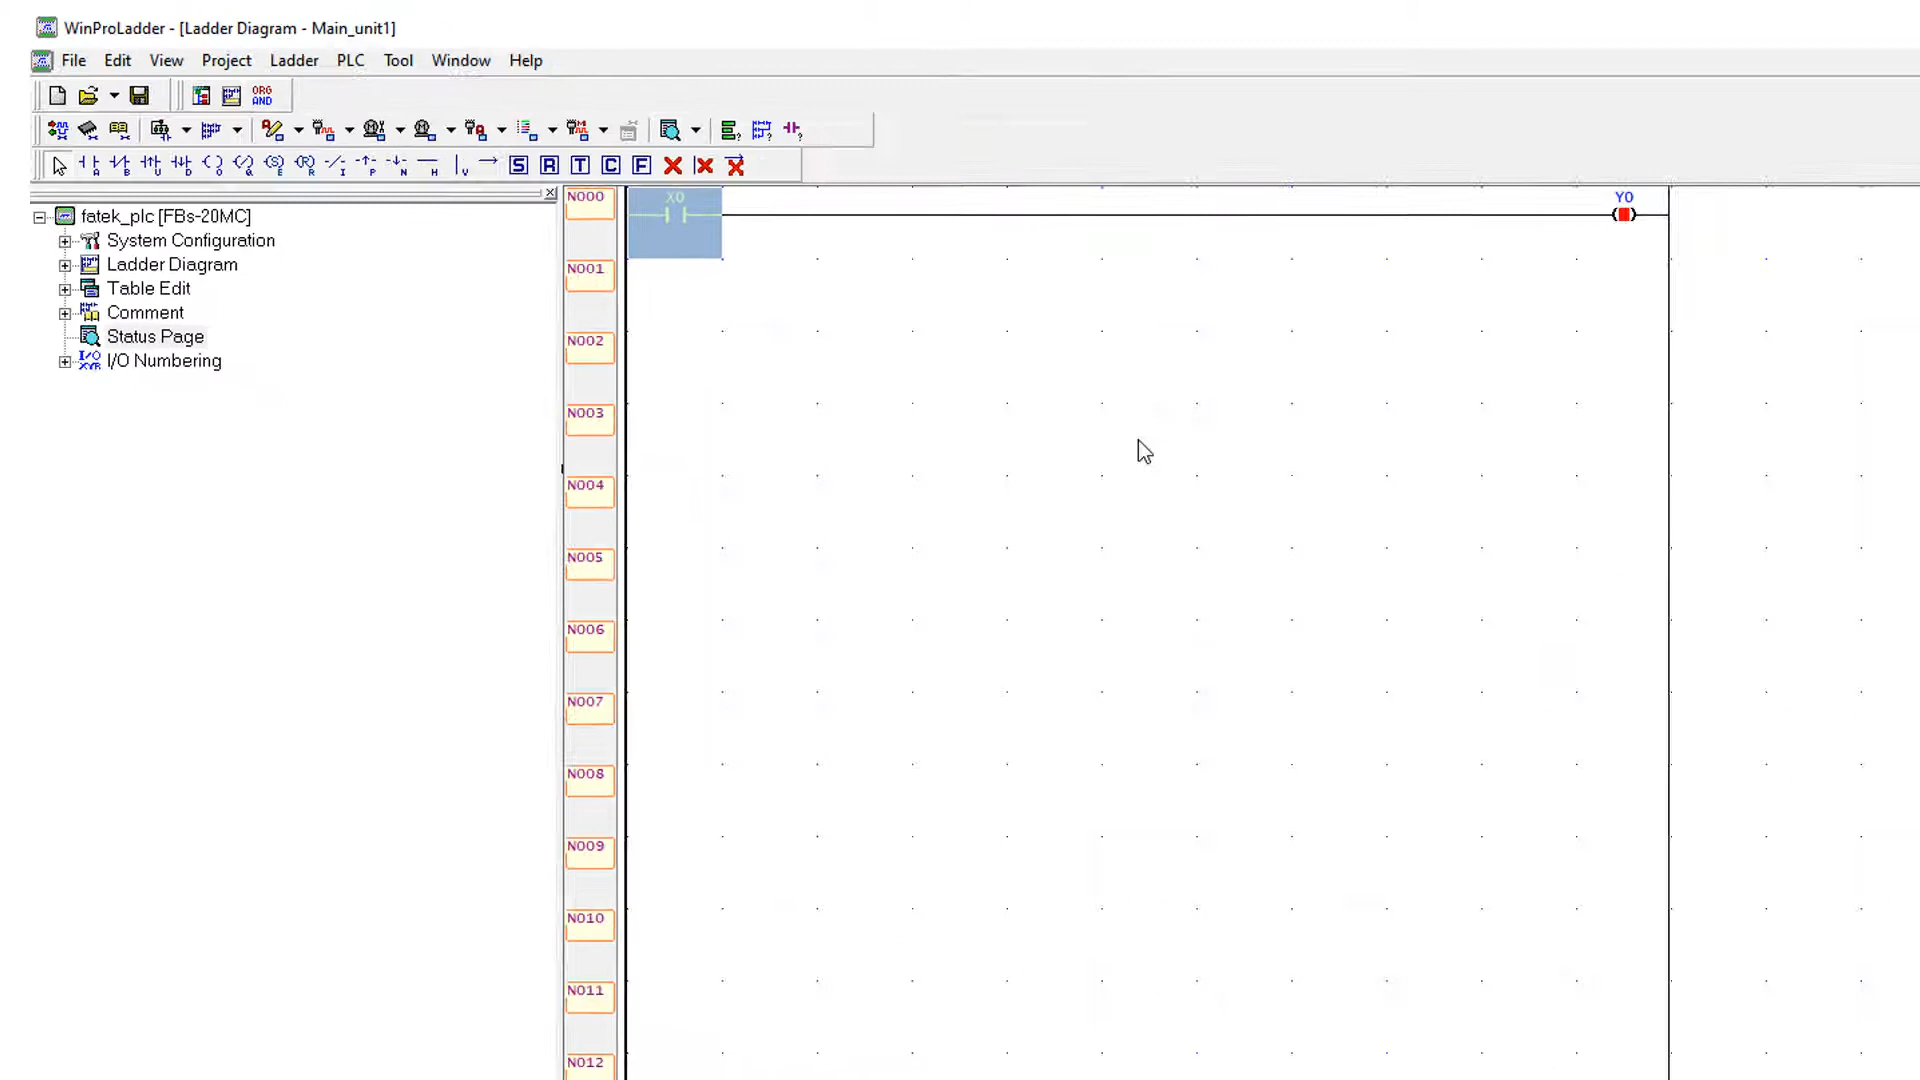 WinProLadder - [Ladder Diagram - Main_unit1]
File Edit View Project Ladder PLC Tool Window Help
ORG
AND
A B U D O Q E R I P N H V S R T C F
fatek_plc [FBs-20MC]
System Configuration
Ladder Diagram
Table Edit
Comment
Status Page
I/O Numbering
N000 X0 Y0
N001
N002
N003
N004
N005
N006
N007
N008
N009
N010
N011
N012